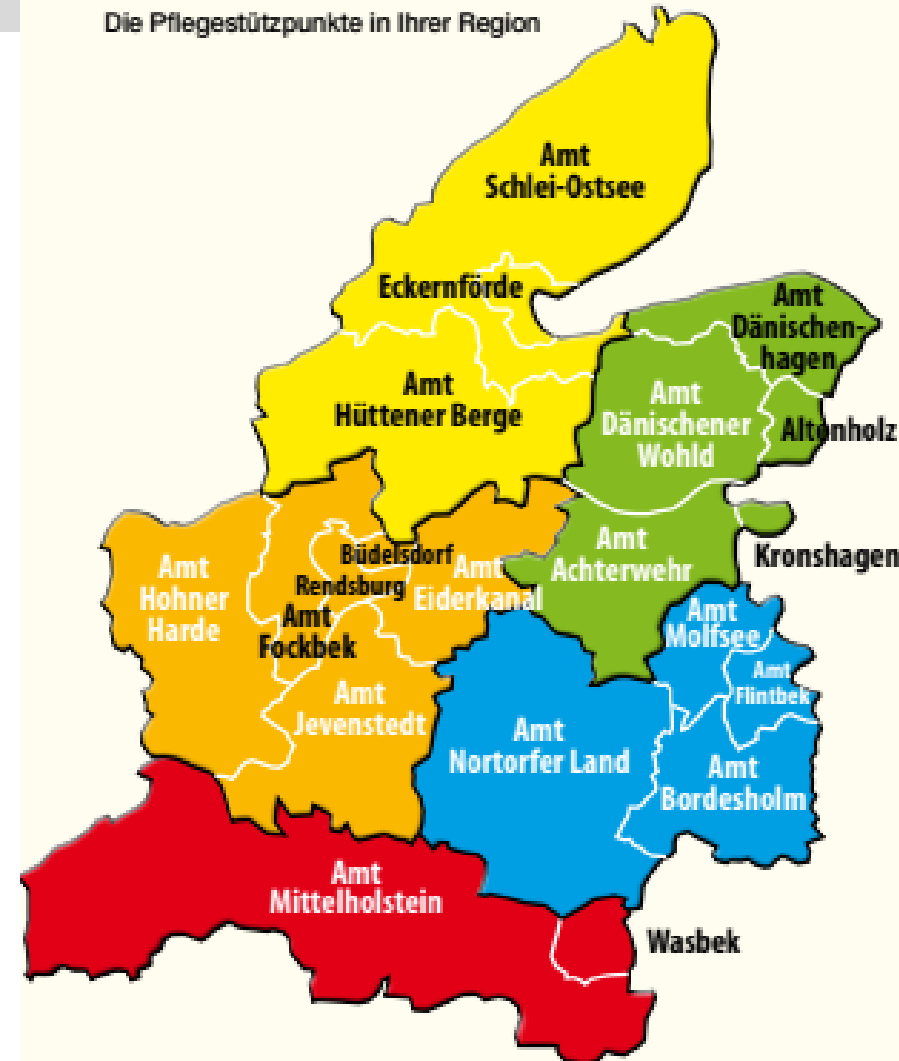 Die Pflegestützpunkte in Ihrer Region
Amt
Schlei-Ostsee
Eckernförde
Amt
Dänischen-
hagen
Amt
Hüttener Berge
Amt
Dänischener
Wohld
Altenholz
Amt
Achterwehr
Kronshagen
Büdelsdorf
Rendsburg
Amt
Eiderkanal
Amt
Hohner
Harde
Amt
Fockbek
Amt
Molfsee
Amt
Flintbek
Amt
Jevenstedt
Amt
Nortorfer Land
Amt
Bordesholm
Amt
Mittelholstein
Wasbek